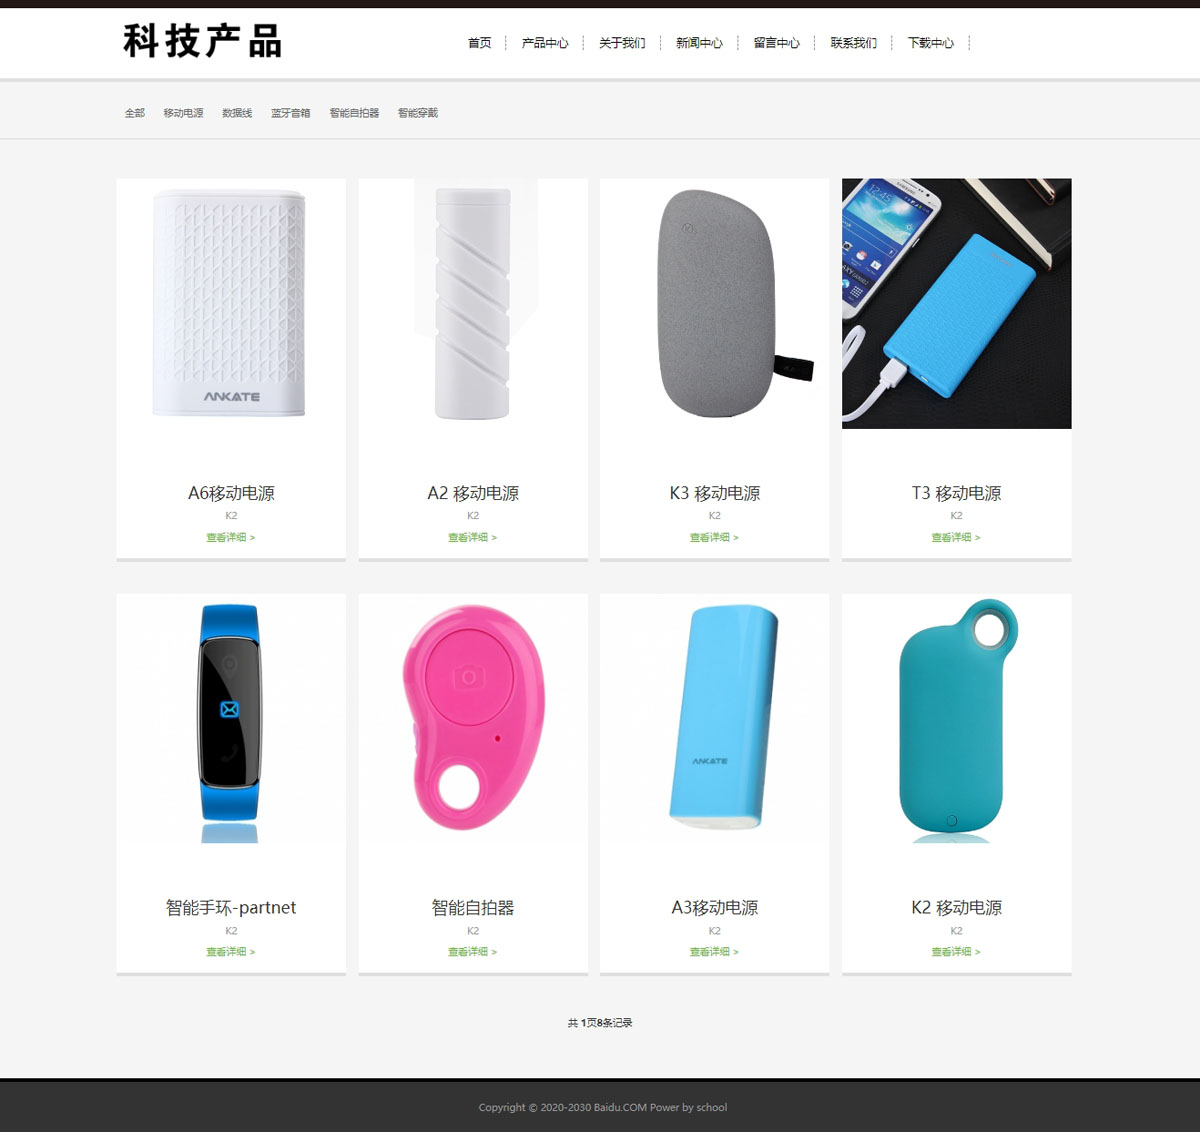 科技产品
首页 产品中心 关于我们 新闻中心 留言中心 联系我们 下载中心
全部 移动电源 数据线 蓝牙音箱 智能自拍器 智能穿戴
ANKATE
SAMSUNG
12:45
A6移动电源
K2
查看详细 >
A2 移动电源
K2
查看详细 >
K3 移动电源
K2
查看详细 >
T3 移动电源
K2
查看详细 >
ANKATE
智能手环-partnet
K2
查看详细 >
智能自拍器
K2
查看详细 >
A3移动电源
K2
查看详细 >
K2 移动电源
K2
查看详细 >
共 1页8条记录
Copyright © 2020-2030 Baidu.COM Power by school